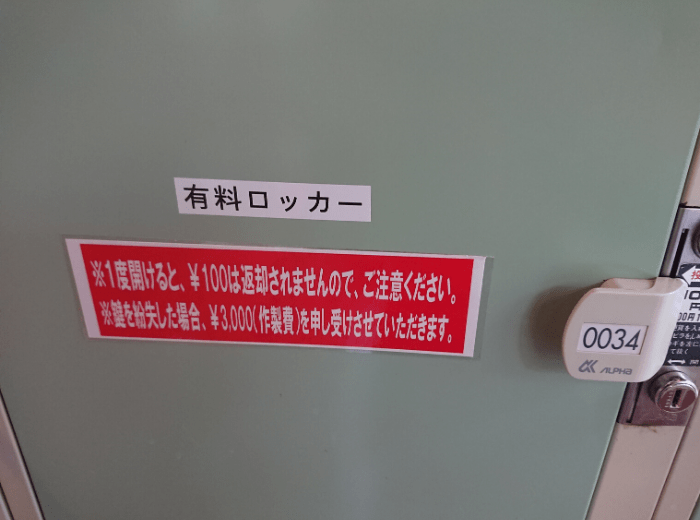 有料ロッカー
※1度開けると、￥100は返却されませんので、ご注意ください。
※鍵を紛失した場合、￥3,000(作製費)を申し受けさせていただきます。
0034
ALPHA